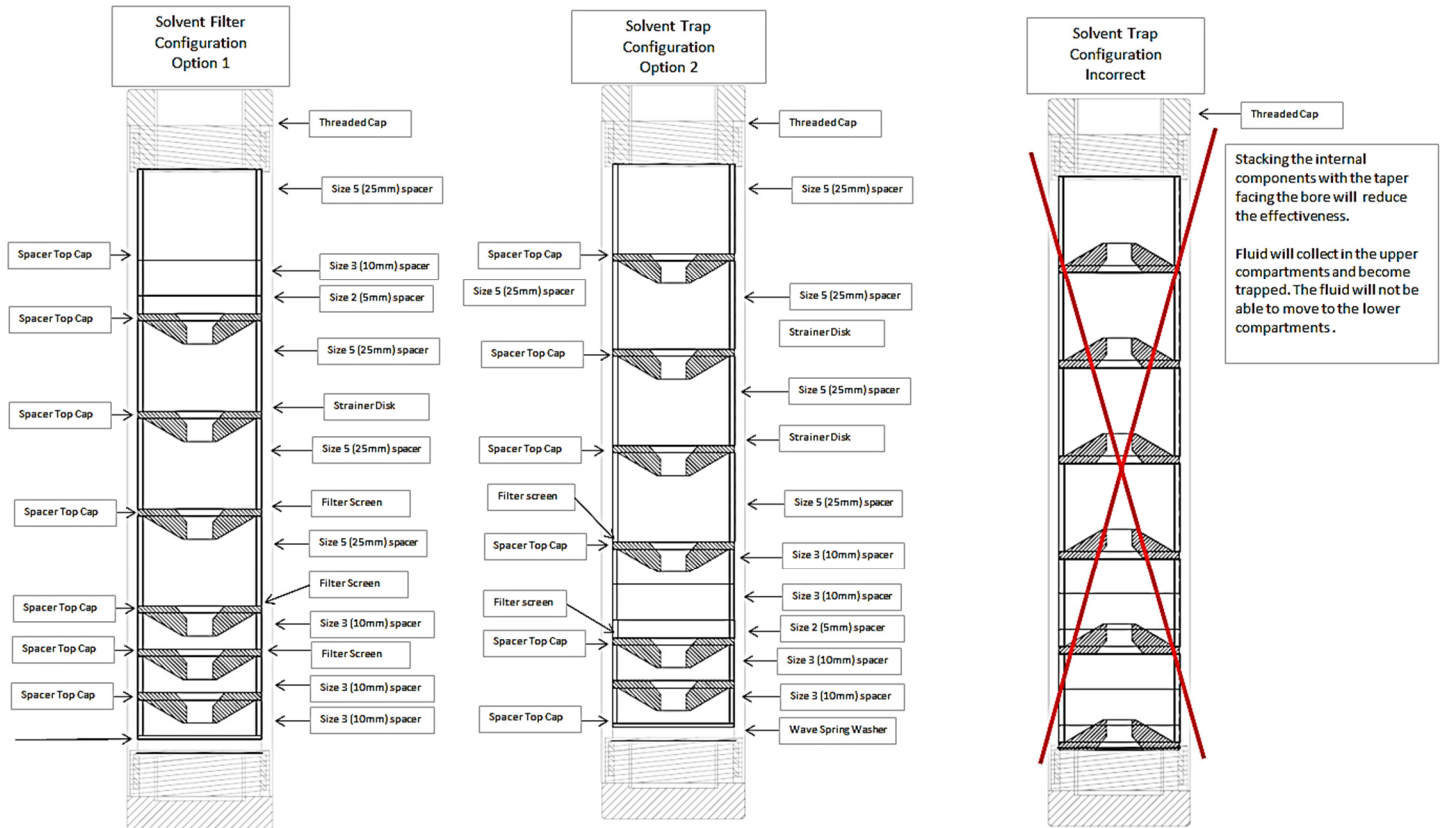 Solvent Filter
Configuration
Option 1
Threaded Cap
Size 5 (25mm) spacer
Spacer Top Cap
Size 3 (10mm) spacer
Size 2 (5mm) spacer
Spacer Top Cap
Size 5 (25mm) spacer
Spacer Top Cap
Strainer Disk
Size 5 (25mm) spacer
Filter Screen
Spacer Top Cap
Size 5 (25mm) spacer
Filter Screen
Spacer Top Cap
Size 3 (10mm) spacer
Spacer Top Cap
Filter Screen
Size 3 (10mm) spacer
Spacer Top Cap
Size 3 (10mm) spacer
Solvent Trap
Configuration
Option 2
Threaded Cap
Size 5 (25mm) spacer
Spacer Top Cap
Size 5 (25mm) spacer
Size 5 (25mm) spacer
Strainer Disk
Spacer Top Cap
Size 5 (25mm) spacer
Strainer Disk
Spacer Top Cap
Filter screen
Size 5 (25mm) spacer
Spacer Top Cap
Size 3 (10mm) spacer
Filter screen
Size 3 (10mm) spacer
Size 2 (5mm) spacer
Spacer Top Cap
Size 3 (10mm) spacer
Size 3 (10mm) spacer
Spacer Top Cap
Wave Spring Washer
Solvent Trap
Configuration
Incorrect
Threaded Cap
Stacking the internal
components with the taper
facing the bore will reduce
the effectiveness.
Fluid will collect in the upper
compartments and become
trapped. The fluid will not be
able to move to the lower
compartments .